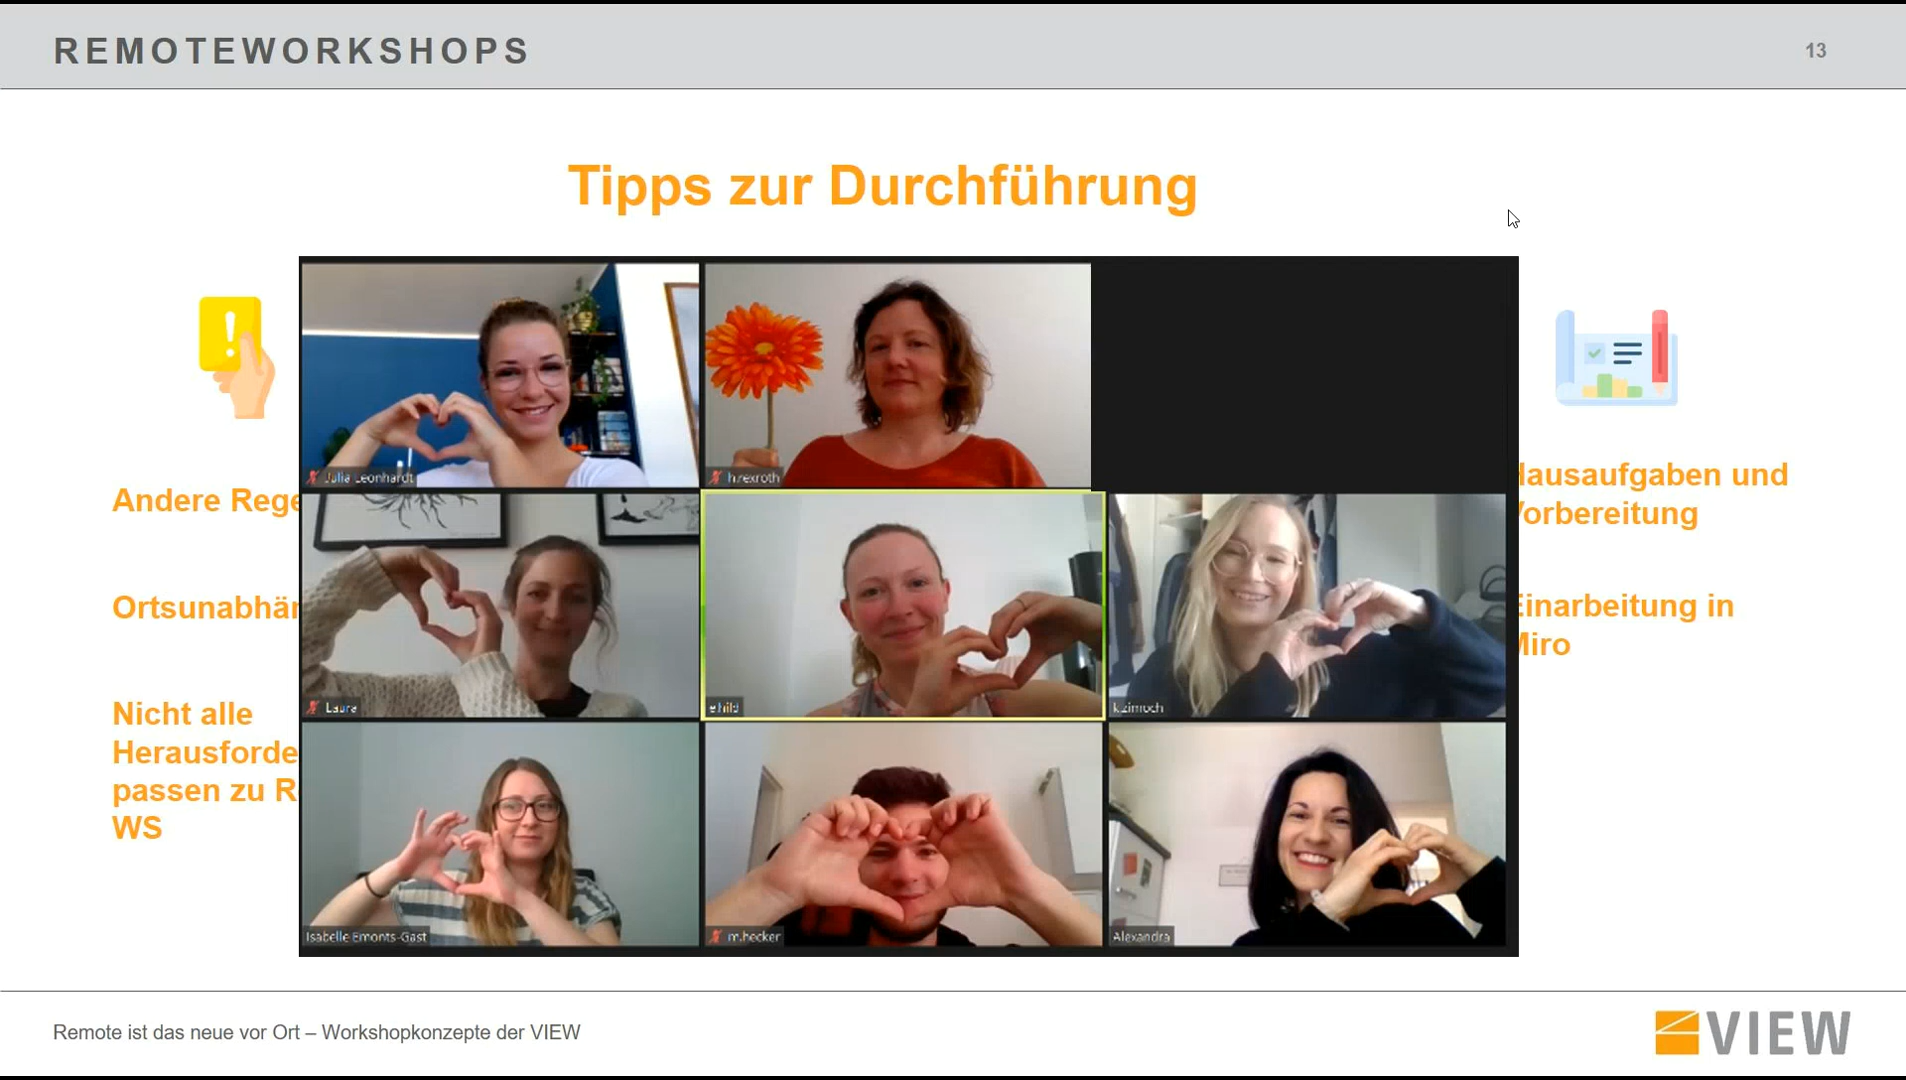 REMOTEWORKSHOPS
13
Tipps zur Durchführung
!
Andere Rege
Ortsunabhän
Nicht alle
Herausforde
passen zu R
WS
Julia Leonhardt
h.rexroth
Laura
e.hild
k.zimoch
Isabelle Emonts-Gast
m.hecker
Alexandra
Hausaufgaben und
Vorbereitung
Einarbeitung in
Miro
Remote ist das neue vor Ort – Workshopkonzepte der VIEW
VIEW